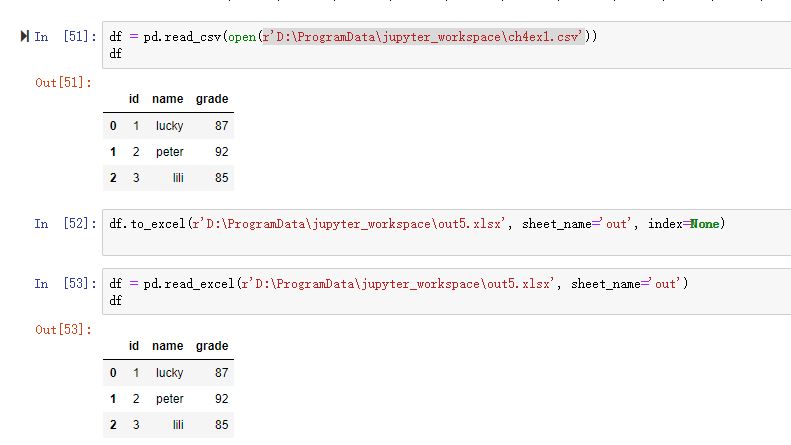 In [51]: df = pd.read_csv(open(r'D:\ProgramData\jupyter_workspace\ch4ex1.csv'))
df
Out[51]:
id name grade
0 1 lucky 87
1 2 peter 92
2 3 lili 85
In [52]: df.to_excel(r'D:\ProgramData\jupyter_workspace\out5.xlsx', sheet_name='out', index=None)
In [53]: df = pd.read_excel(r'D:\ProgramData\jupyter_workspace\out5.xlsx', sheet_name='out')
df
Out[53]:
id name grade
0 1 lucky 87
1 2 peter 92
2 3 lili 85